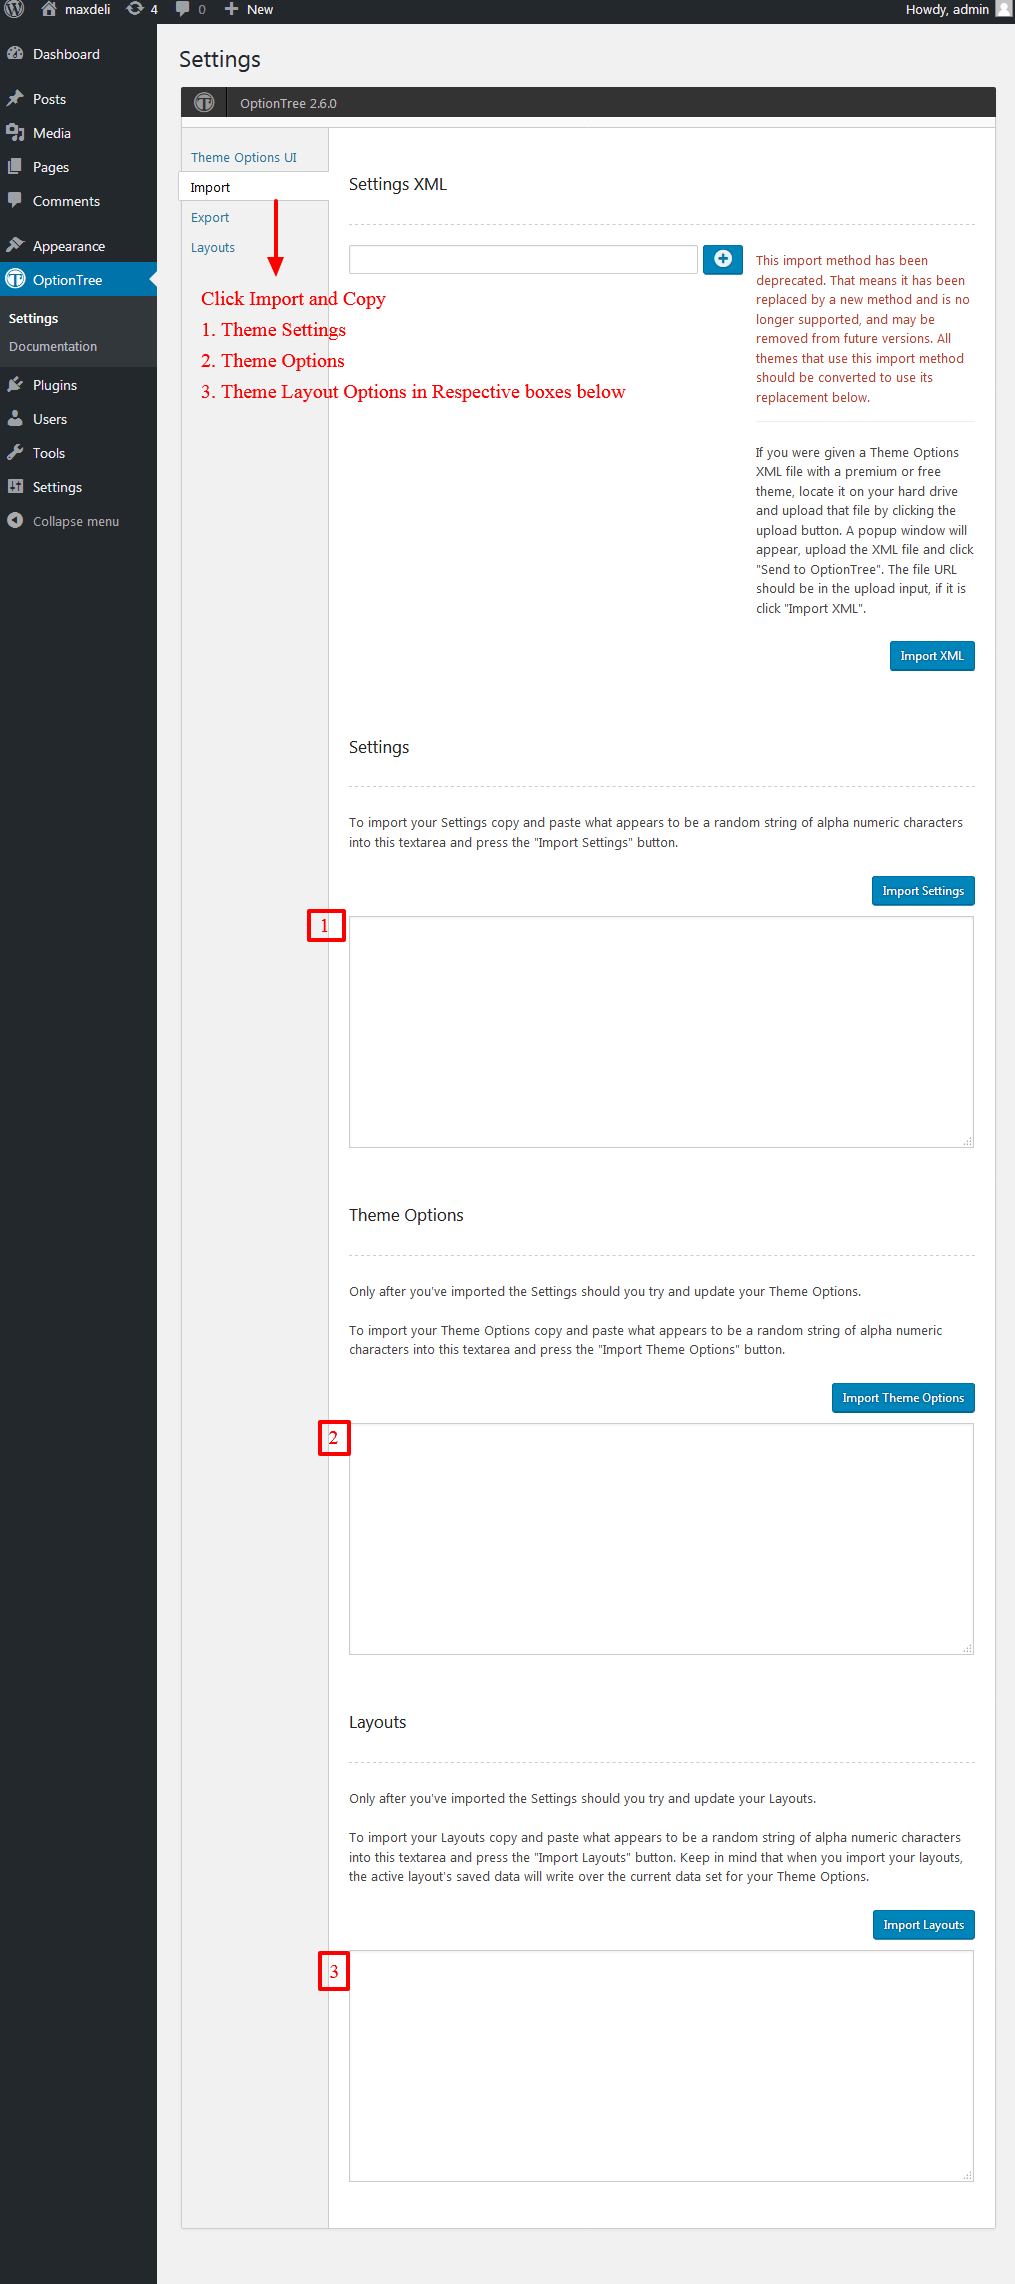 maxdeli 4 0 + New Howdy, admin
Dashboard
Posts
Media
Pages
Comments
Appearance
OptionTree
Settings
Documentation
Plugins
Users
Tools
Settings
Collapse menu
Settings
OptionTree 2.6.0
Theme Options UI
Import
Export
Layouts
Click Import and Copy
1. Theme Settings
2. Theme Options
3. Theme Layout Options in Respective boxes below
Settings XML
This import method has been
deprecated. That means it has been
replaced by a new method and is no
longer supported, and may be
removed from future versions. All
themes that use this import method
should be converted to use its
replacement below.
If you were given a Theme Options
XML file with a premium or free
theme, locate it on your hard drive
and upload that file by clicking the
upload button. A popup window will
appear, upload the XML file and click
"Send to OptionTree". The file URL
should be in the upload input, if it is
click "Import XML".
Import XML
Settings
To import your Settings copy and paste what appears to be a random string of alpha numeric characters
into this textarea and press the "Import Settings" button.
Import Settings
1
Theme Options
Only after you've imported the Settings should you try and update your Theme Options.
To import your Theme Options copy and paste what appears to be a random string of alpha numeric
characters into this textarea and press the "Import Theme Options" button.
Import Theme Options
2
Layouts
Only after you've imported the Settings should you try and update your Layouts.
To import your Layouts copy and paste what appears to be a random string of alpha numeric characters
into this textarea and press the "Import Layouts" button. Keep in mind that when you import your layouts,
the active layout's saved data will write over the current data set for your Theme Options.
Import Layouts
3